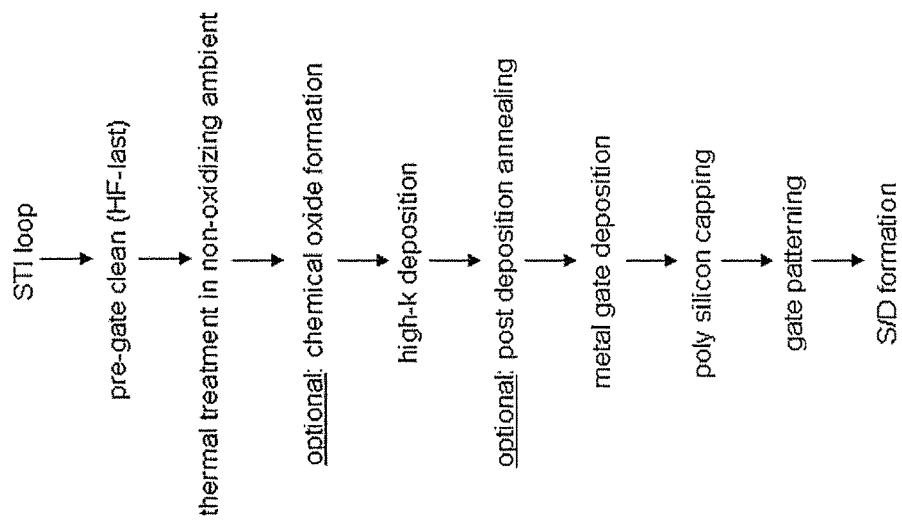 STI loop
pre-gate clean (HF-last)
thermal treatment in non-oxidizing ambient
optional: chemical oxide formation
high-k deposition
optional: post deposition annealing
metal gate deposition
poly silicon capping
gate patterning
S/D formation